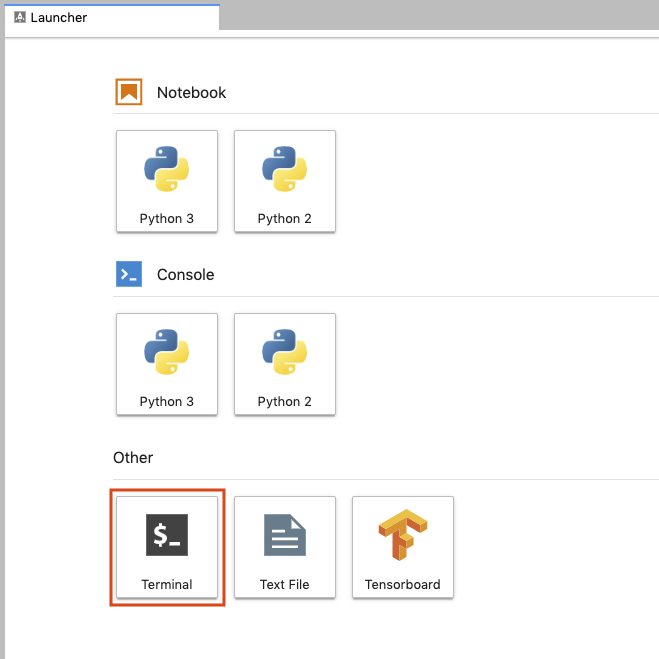 Launcher
Notebook
Python 3
Python 2
Console
Python 3
Python 2
Other
$_
Terminal
Text File
Tensorboard